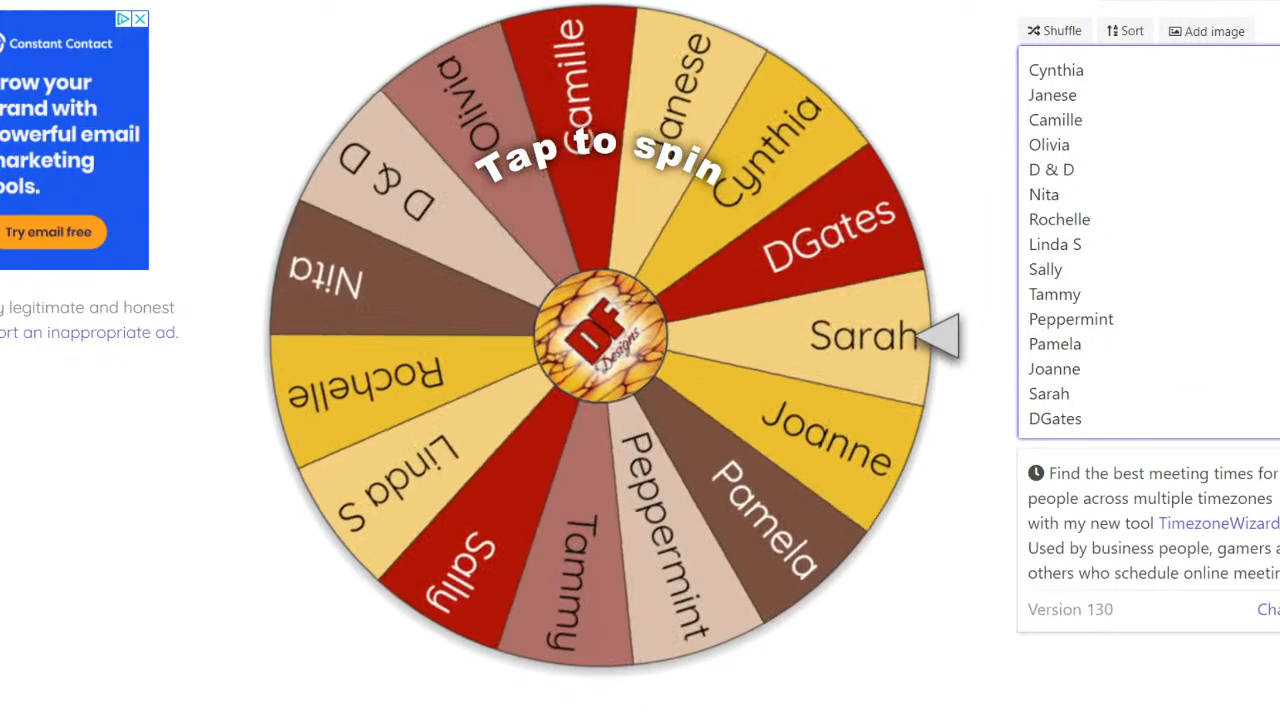 Constant Contact
row your
rand with
owerful email
marketing
ools.
Try email free
y legitimate and honest
ort an inappropriate ad.
Camille
Janese
Cynthia
DGates
Sarah
Joanne
Pamela
Peppermint
Tammy
Sally
Linda S
Rochelle
Nita
D & D
Olivia
Tap to spin
DF
Designs
Shuffle Sort Add image
Cynthia
Janese
Camille
Olivia
D & D
Nita
Rochelle
Linda S
Sally
Tammy
Peppermint
Pamela
Joanne
Sarah
DGates
Find the best meeting times for
people across multiple timezones
with my new tool TimezoneWizard
Used by business people, gamers a
others who schedule online meetin
Version 130 Cha